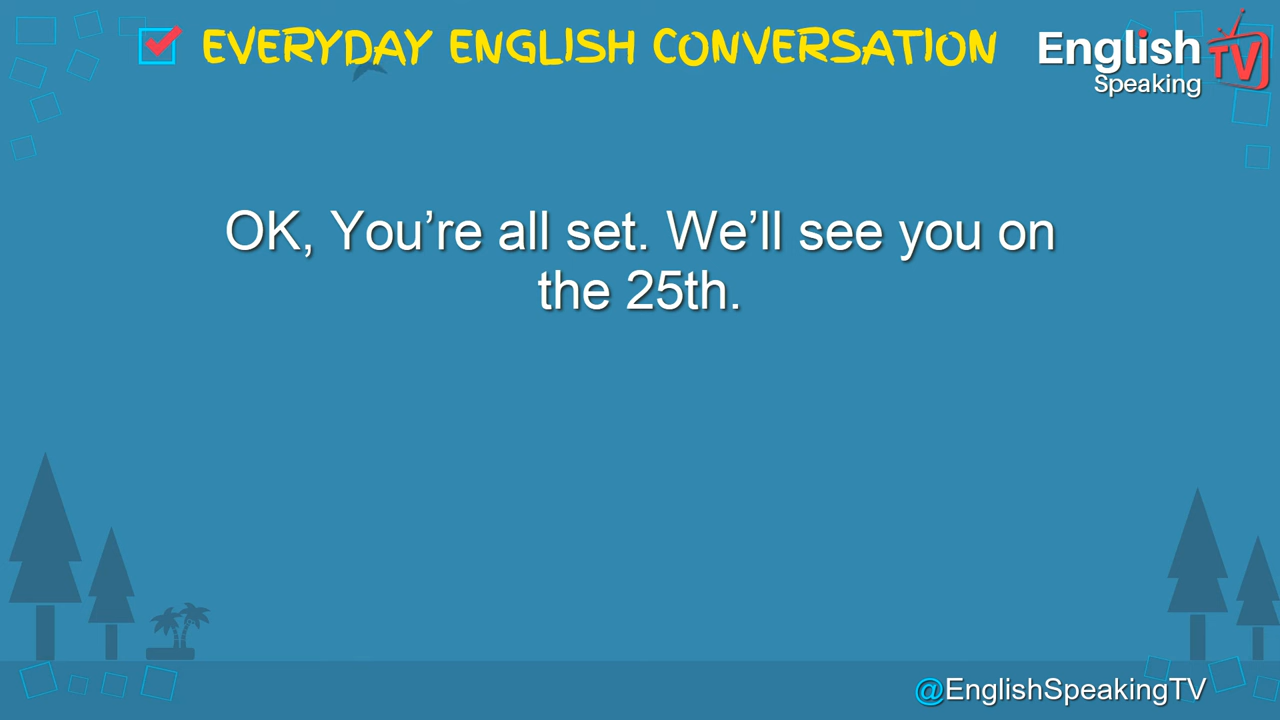 EVERYDAY ENGLISH CONVERSATION
English
Speaking
TV
OK, You’re all set. We’ll see you on
the 25th.
@EnglishSpeakingTV